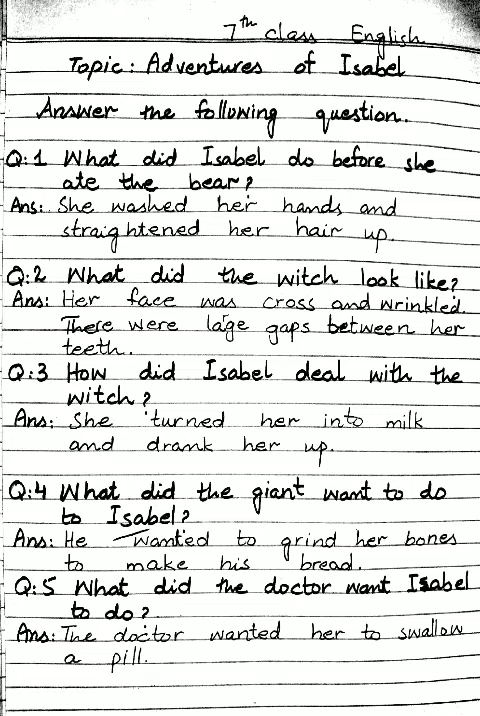 7th class English
Topic: Adventures of Isabel
Answer the following question.
Q:1 What did Isabel do before she
ate the bear?
Ans: She washed her hands and
straightened her hair up.
Q:2 What did the witch look like?
Ans: Her face was cross and wrinkled.
There were large gaps between her
teeth.
Q:3 How did Isabel deal with the
witch?
Ans: She turned her into milk
and drank her up.
Q:4 What did the giant want to do
to Isabel?
Ans: He wanted to grind her bones
to make his bread.
Q:5 What did the doctor want Isabel
to do?
Ans: The doctor wanted her to swallow
a pill.